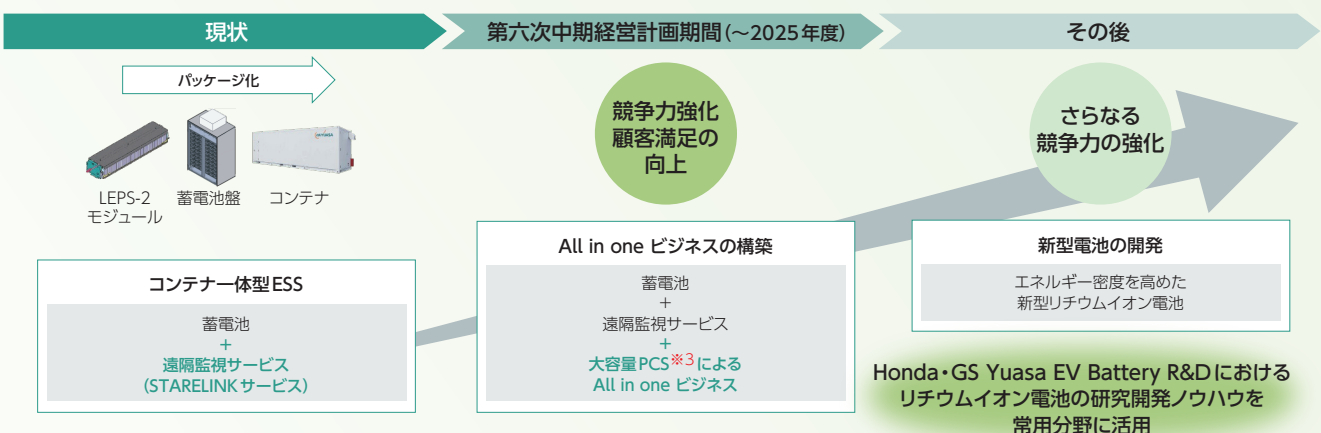 現状
第六次中期経営計画期間(~2025年度)
その後
パッケージ化
LEPS-2
モジュール
蓄電池盤
コンテナ
コンテナ一体型ESS
蓄電池
+
遠隔監視サービス
(STARELINKサービス)
競争力強化
顧客満足の
向上
All in one ビジネスの構築
蓄電池
+
遠隔監視サービス
+
大容量PCS※3による
All in one ビジネス
さらなる
競争力の強化
新型電池の開発
エネルギー密度を高めた
新型リチウムイオン電池
Honda・GS Yuasa EV Battery R&Dにおける
リチウムイオン電池の研究開発ノウハウを
常用分野に活用